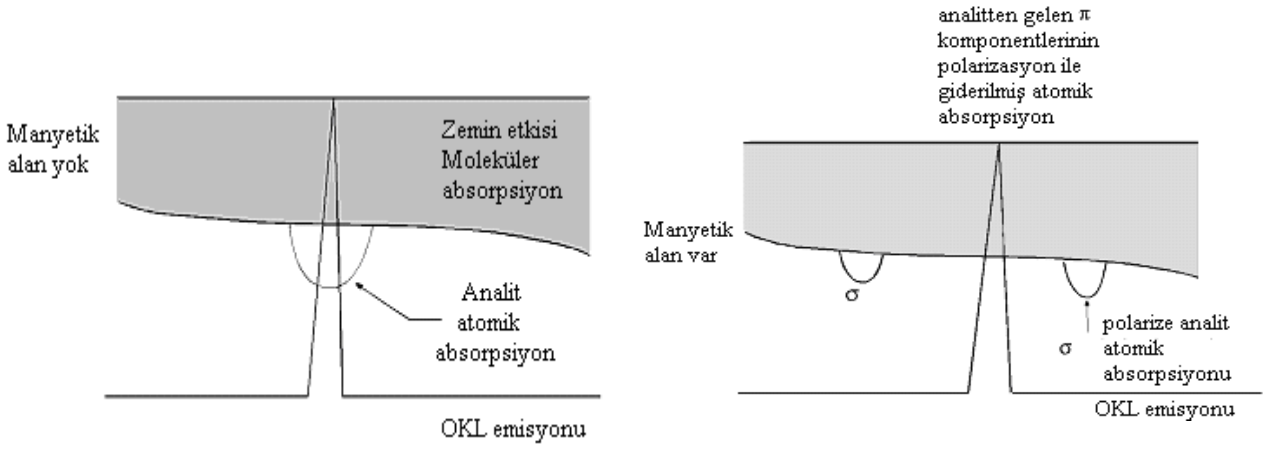 Manyetik
alan yok
Zemin etkisi
Moleküler
absorpsiyon
Analit
atomik
absorpsiyon
OKL emisyonu
analitten gelen π
komponentlerinin
polarizasyon ile
giderilmiş atomik
absorpsiyon
Manyetik
alan var
σ
σ
polarize analit
atomik
absorpsiyonu
OKL emisyonu